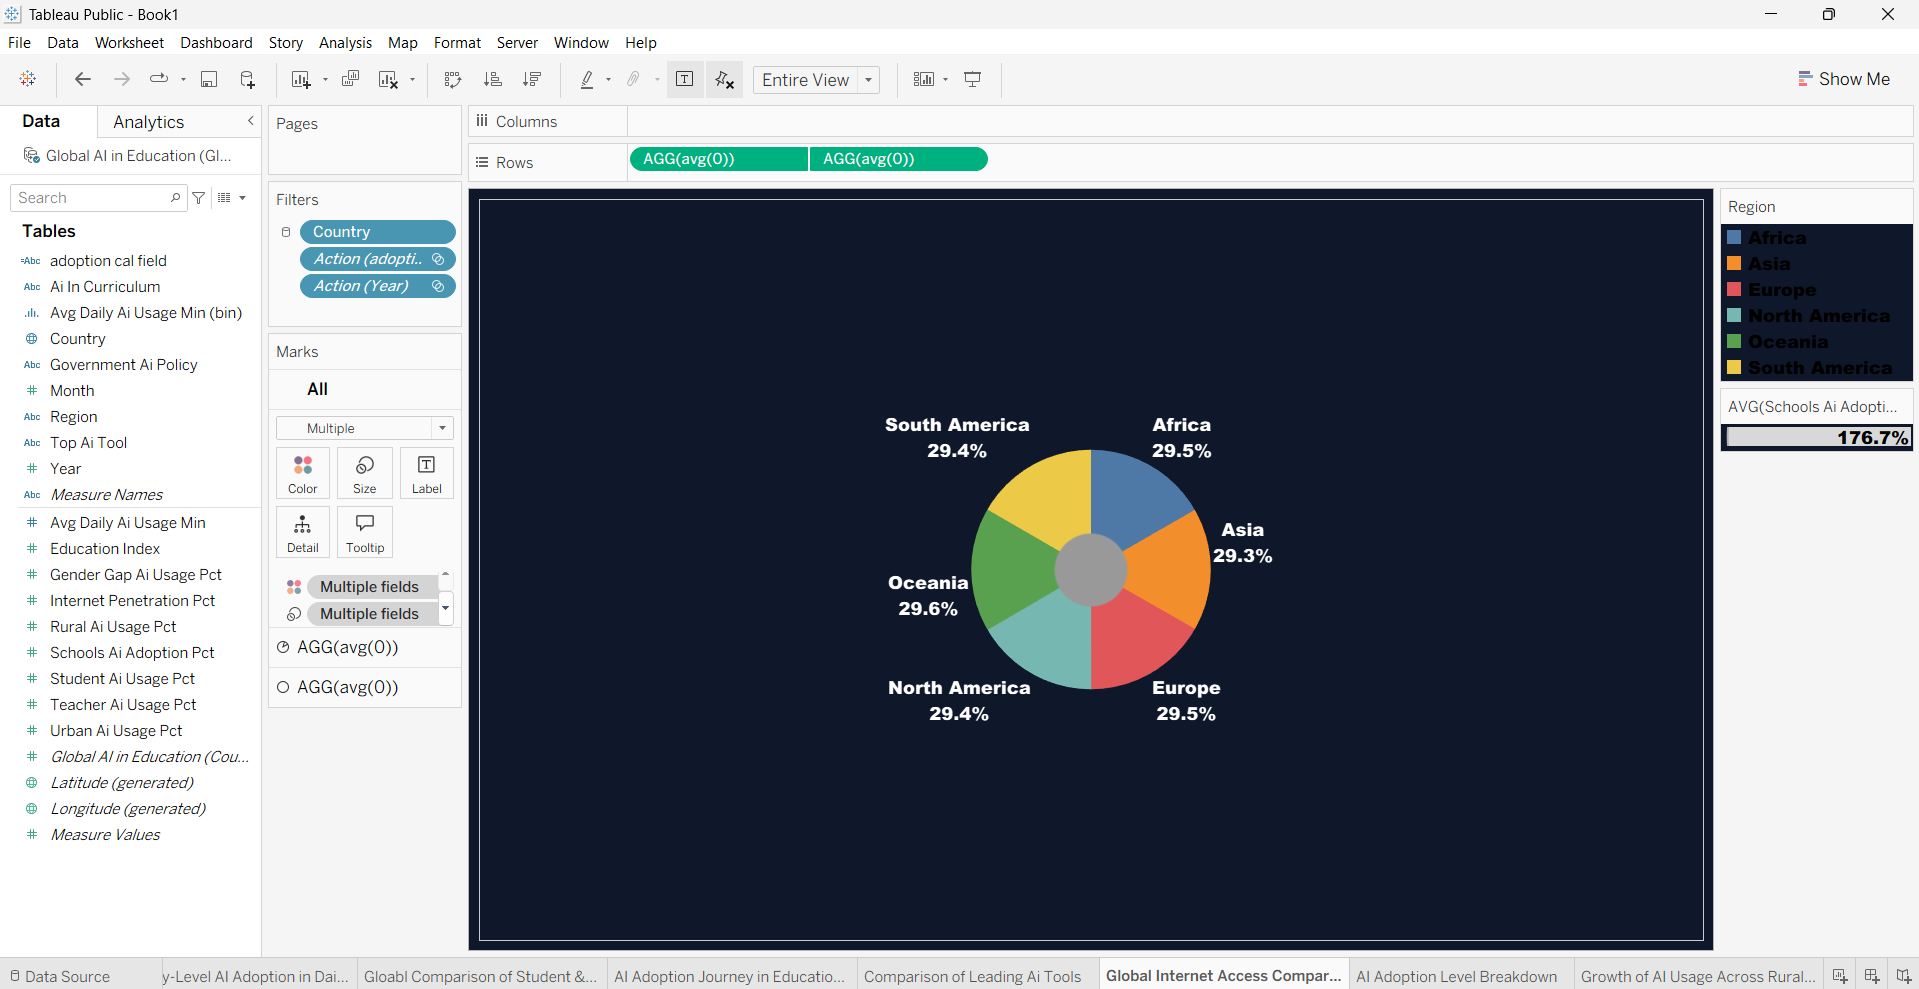 Tableau Public - Book1
File Data Worksheet Dashboard Story Analysis Map Format Server Window Help
Entire View
Show Me
Data Analytics
Global AI in Education (Gl...
Search
Tables
Abc adoption cal field
Abc Ai In Curriculum
Avg Daily Ai Usage Min (bin)
Country
Abc Government Ai Policy
Month
Abc Region
Abc Top Ai Tool
Year
Abc Measure Names
Avg Daily Ai Usage Min
Education Index
Gender Gap Ai Usage Pct
Internet Penetration Pct
Rural Ai Usage Pct
Schools Ai Adoption Pct
Student Ai Usage Pct
Teacher Ai Usage Pct
Urban Ai Usage Pct
Global AI in Education (Cou...
Latitude (generated)
Longitude (generated)
Measure Values
Pages
Filters
Country
Action (adopti..
Action (Year)
Marks
All
Multiple
Color Size Label
Detail Tooltip
Multiple fields
Multiple fields
AGG(avg(0))
AGG(avg(0))
Columns
Rows
AGG(avg(0)) AGG(avg(0))
South America
29.4%
Africa
29.5%
Asia
29.3%
Oceania
29.6%
North America
29.4%
Europe
29.5%
Region
Africa
Asia
Europe
North America
Oceania
South America
AVG(Schools Ai Adopti...
176.7%
Data Source
y-Level AI Adoption in Dai...
Gloabl Comparison of Student &...
AI Adoption Journey in Educatio...
Comparison of Leading Ai Tools
Global Internet Access Compar...
AI Adoption Level Breakdown
Growth of AI Usage Across Rural...